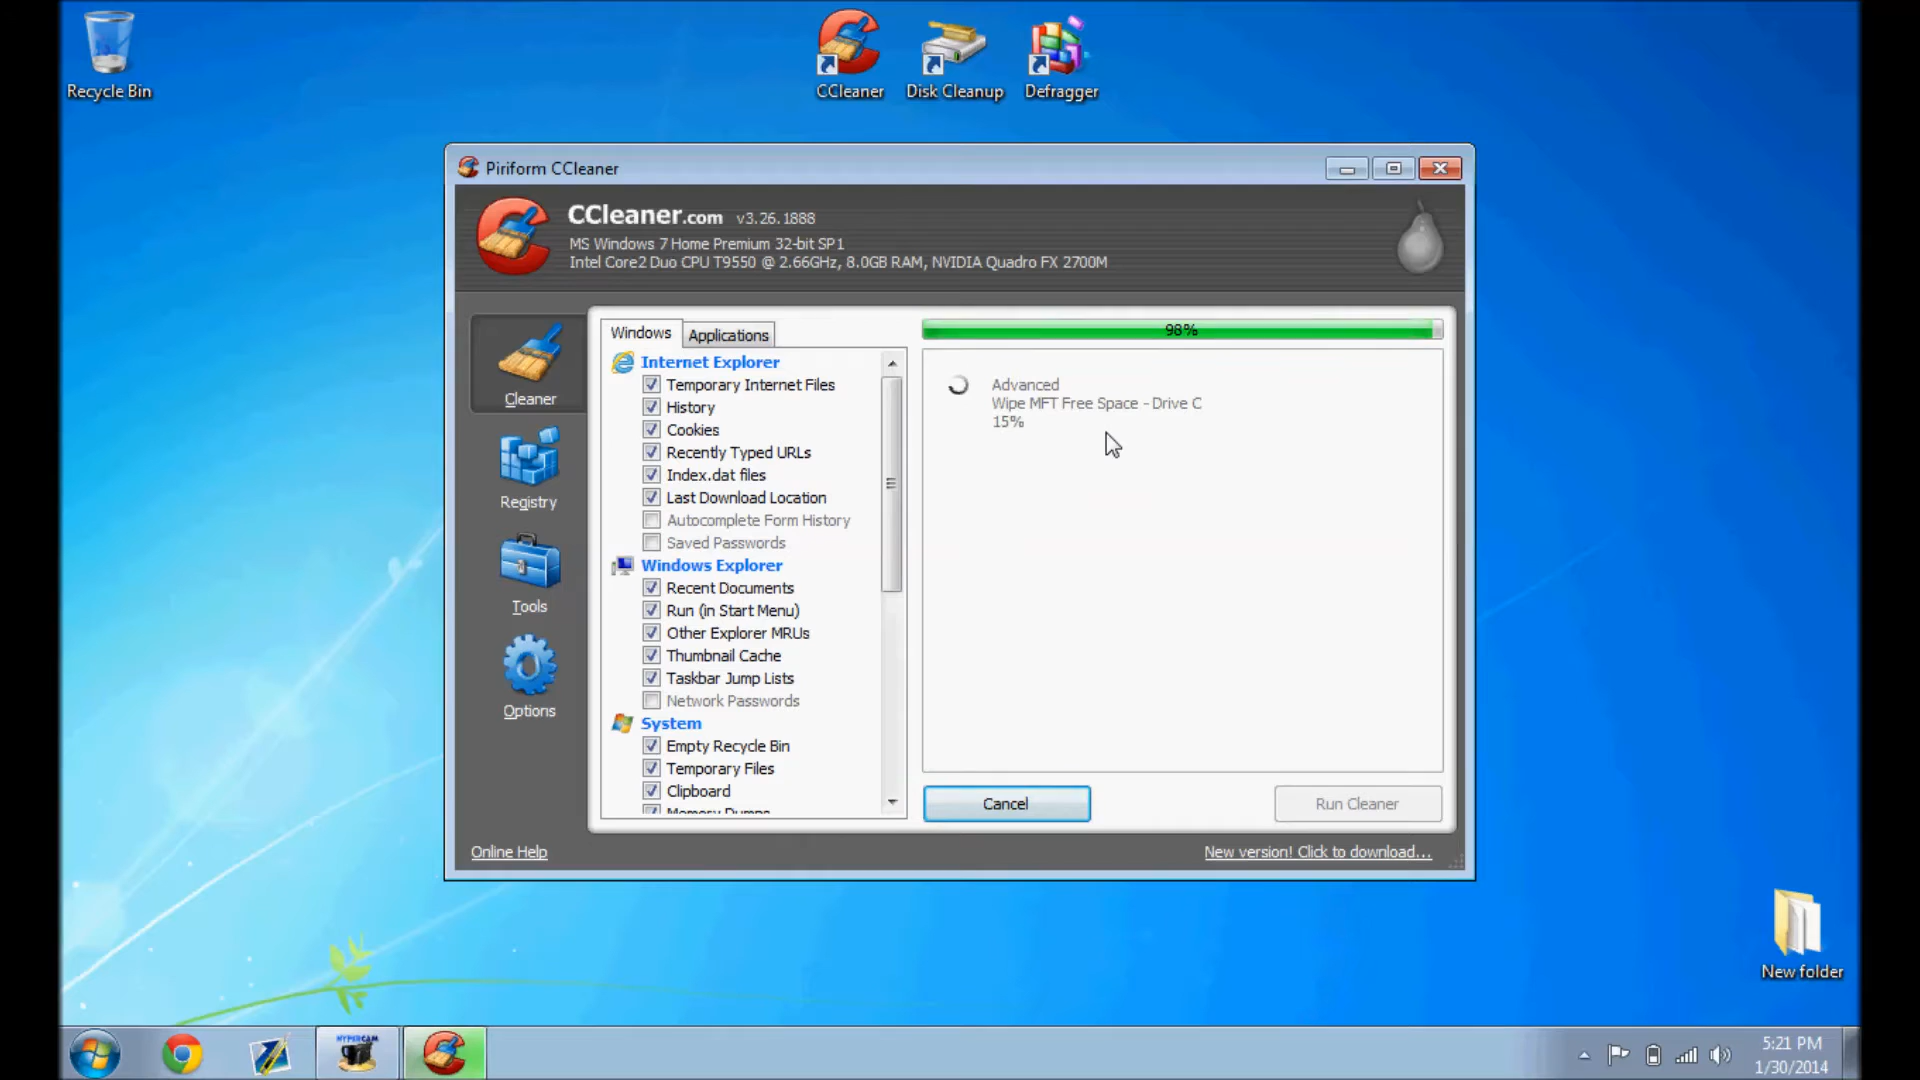 Recycle Bin
CCleaner
Disk Cleanup
Defragger
Piriform CCleaner
CCleaner.com v3.26.1888
MS Windows 7 Home Premium 32-bit SP1
Intel Core2 Duo CPU T9550 @ 2.66GHz, 8.0GB RAM, NVIDIA Quadro FX 2700M
Cleaner
Registry
Tools
Options
Windows
Applications
Internet Explorer
Temporary Internet Files
History
Cookies
Recently Typed URLs
Index.dat files
Last Download Location
Autocomplete Form History
Saved Passwords
Windows Explorer
Recent Documents
Run (in Start Menu)
Other Explorer MRUs
Thumbnail Cache
Taskbar Jump Lists
Network Passwords
System
Empty Recycle Bin
Temporary Files
Clipboard
Memory Dumps
98%
Advanced
Wipe MFT Free Space - Drive C
15%
Cancel
Run Cleaner
Online Help
New version! Click to download...
New folder
HYPERCAM
5:21 PM
1/30/2014